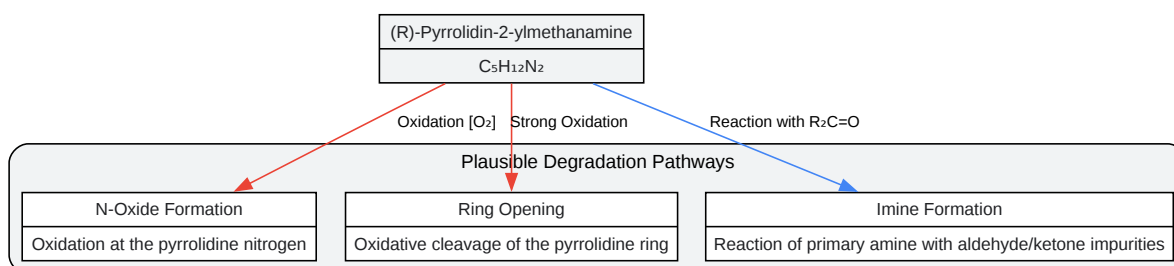 (R)-Pyrrolidin-2-ylmethanamine
C₅H₁₂N₂
Oxidation [O₂]
Strong Oxidation
Reaction with R₂C=O
Plausible Degradation Pathways
N-Oxide Formation
Oxidation at the pyrrolidine nitrogen
Ring Opening
Oxidative cleavage of the pyrrolidine ring
Imine Formation
Reaction of primary amine with aldehyde/ketone impurities